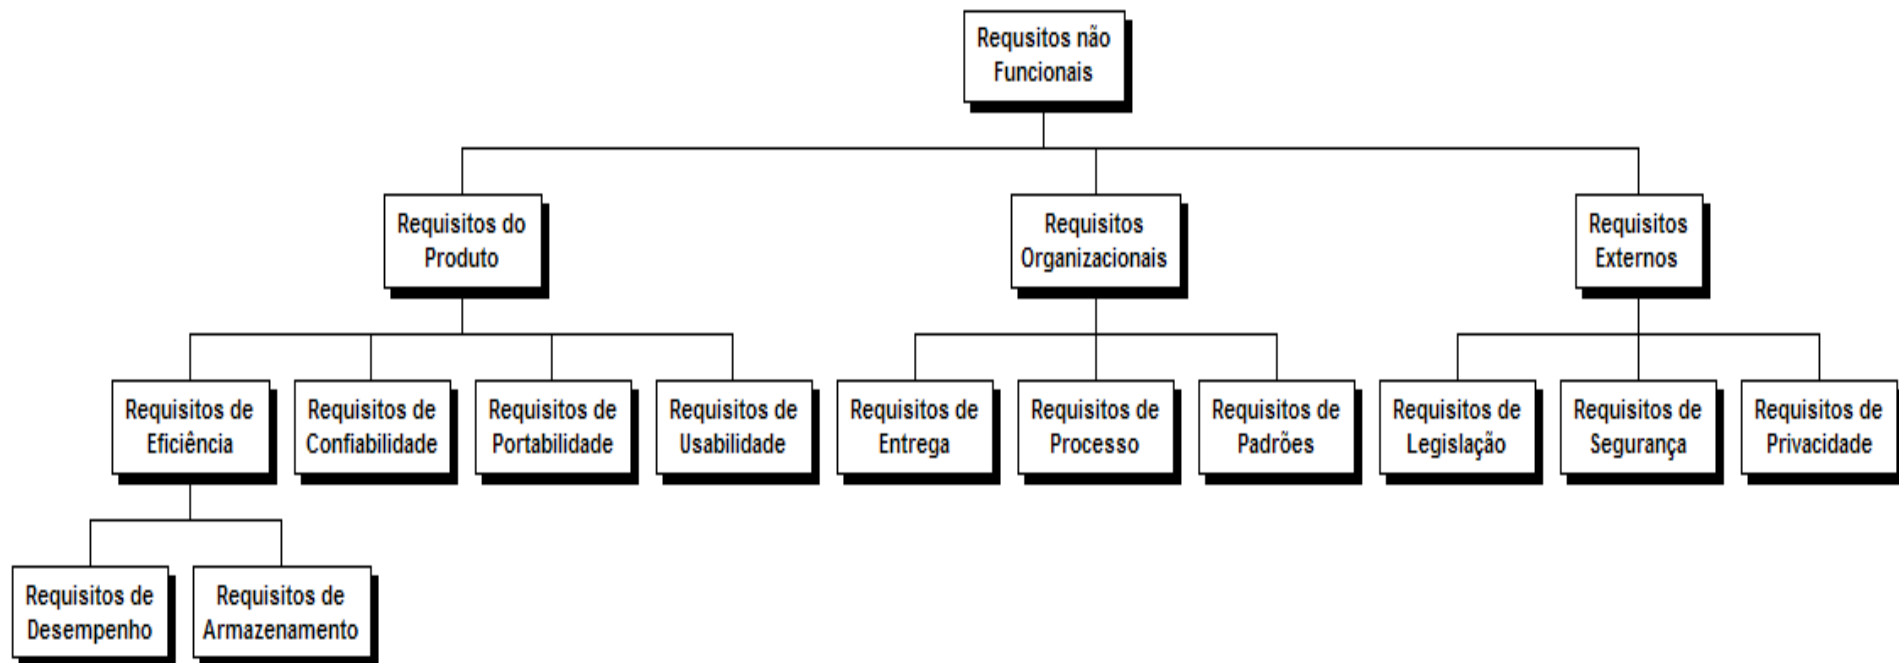 Requsitos não
Funcionais
Requisitos do
Produto
Requisitos
Organizacionais
Requisitos
Externos
Requisitos de
Eficiência
Requisitos de
Confiabilidade
Requisitos de
Portabilidade
Requisitos de
Usabilidade
Requisitos de
Entrega
Requisitos de
Processo
Requisitos de
Padrões
Requisitos de
Legislação
Requisitos de
Segurança
Requisitos de
Privacidade
Requisitos de
Desempenho
Requisitos de
Armazenamento